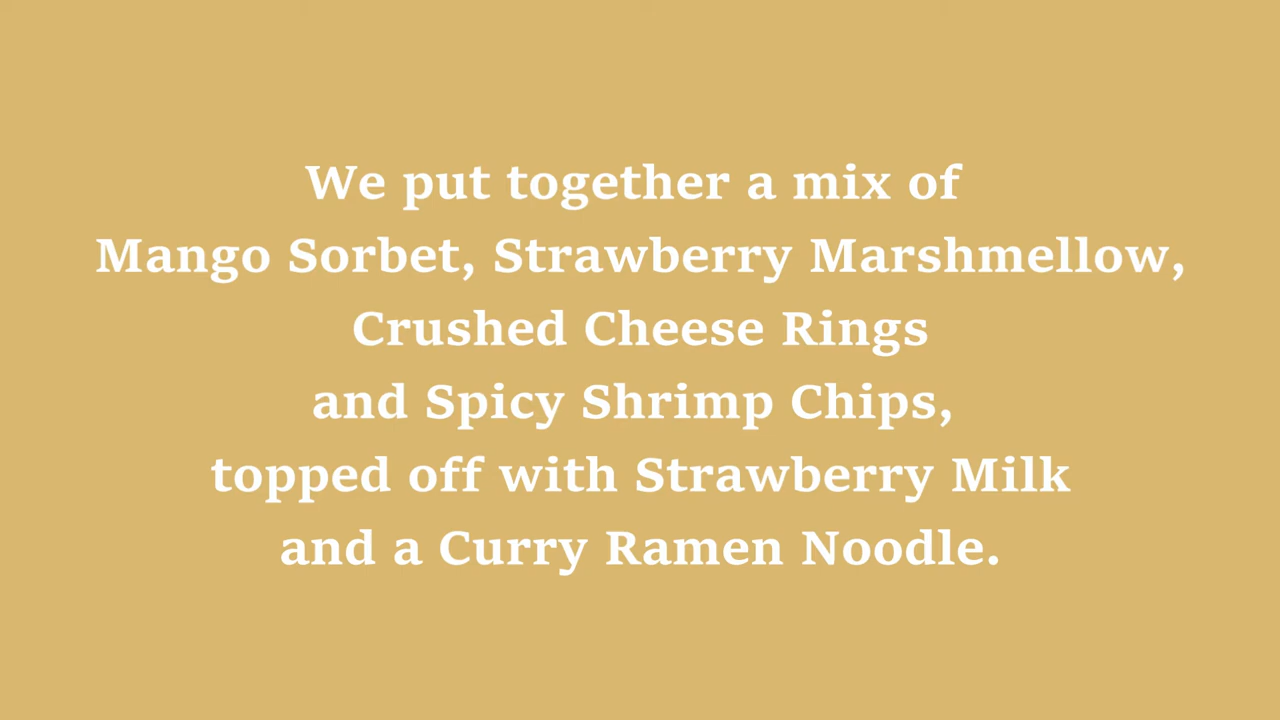 We put together a mix of
Mango Sorbet, Strawberry Marshmellow,
Crushed Cheese Rings
and Spicy Shrimp Chips,
topped off with Strawberry Milk
and a Curry Ramen Noodle.